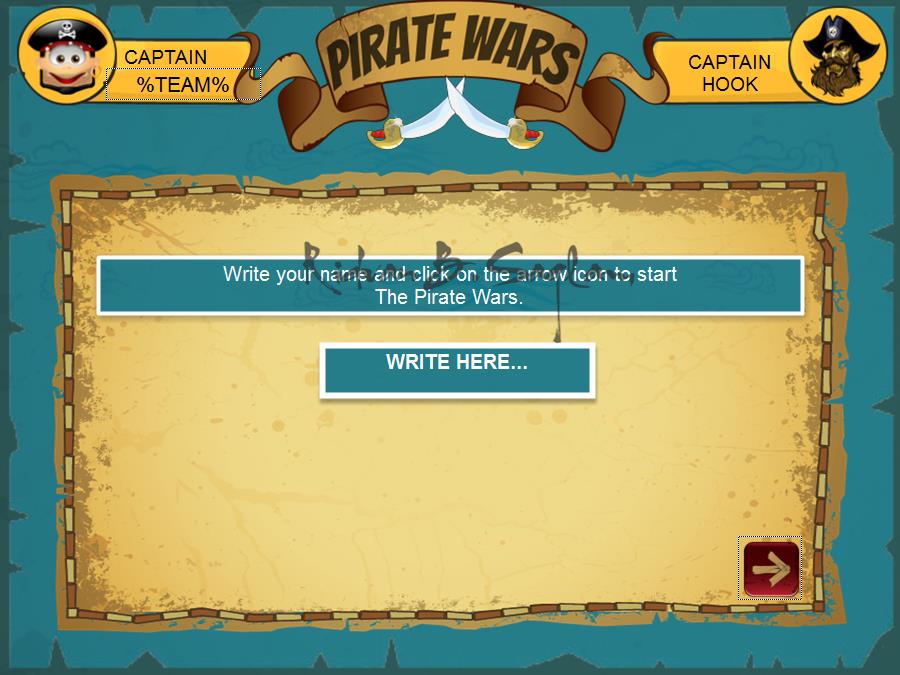 PIRATE WARS
CAPTAIN
%TEAM%
CAPTAIN
HOOK
Write your name and click on the arrow icon to start
The Pirate Wars.
WRITE HERE...